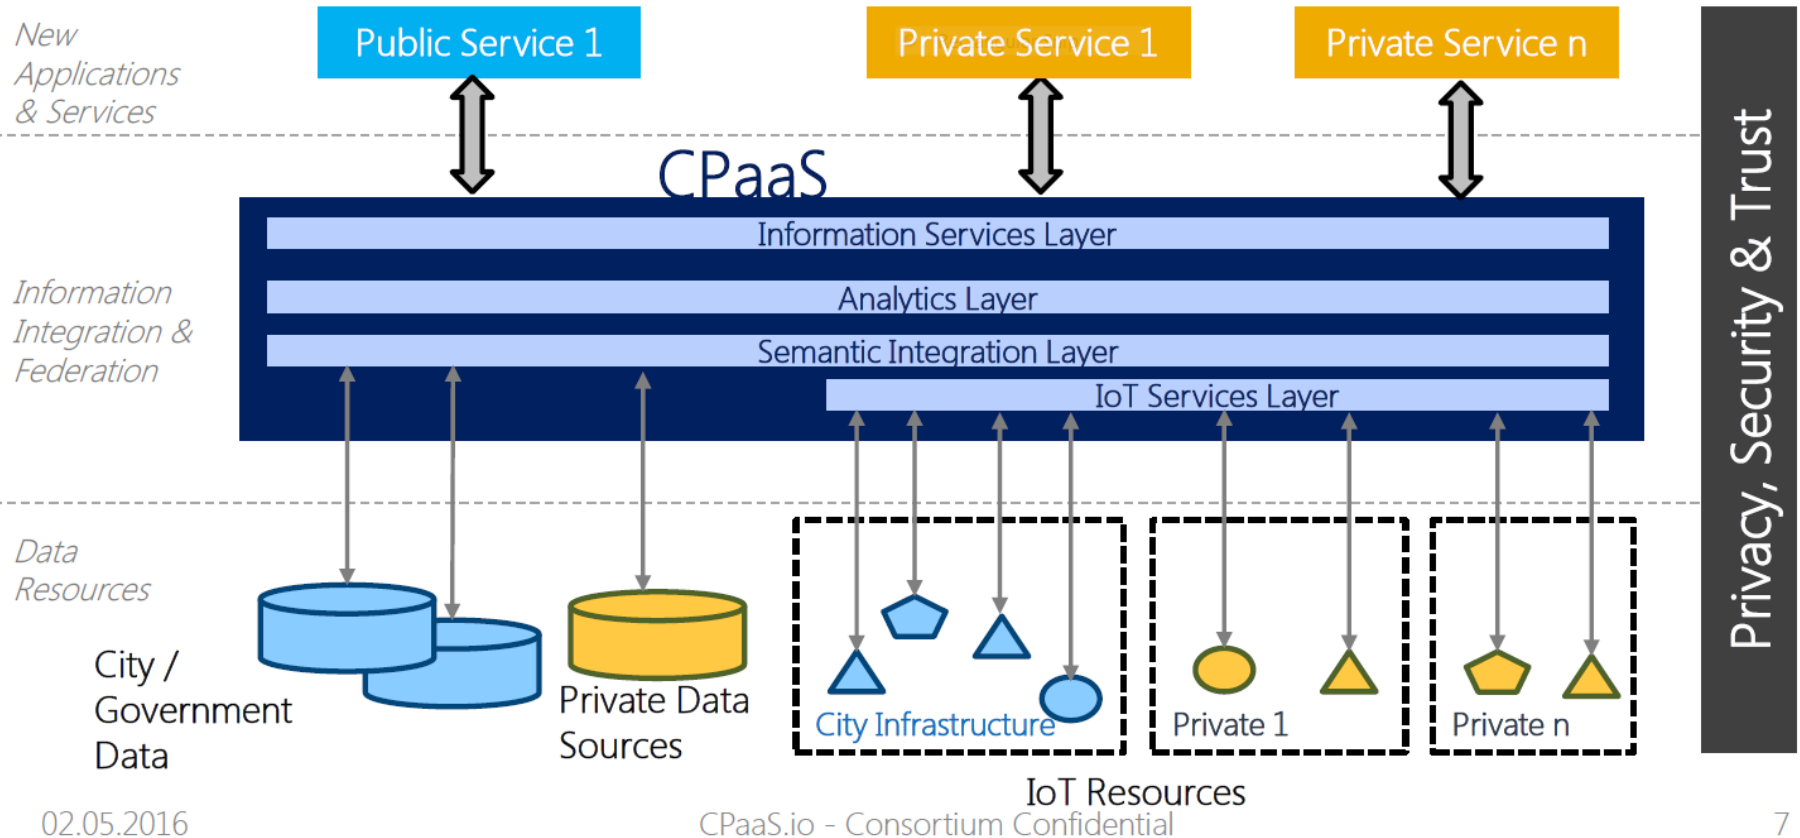 New
Applications
& Services
Public Service 1
Private Service 1
Private Service n
CPaaS
Information Services Layer
Analytics Layer
Semantic Integration Layer
IoT Services Layer
Information
Integration &
Federation
Data
Resources
City /
Government
Data
Private Data
Sources
City Infrastructure
Private 1
Private n
IoT Resources
Privacy, Security & Trust
02.05.2016
CPaaS.io - Consortium Confidential
7